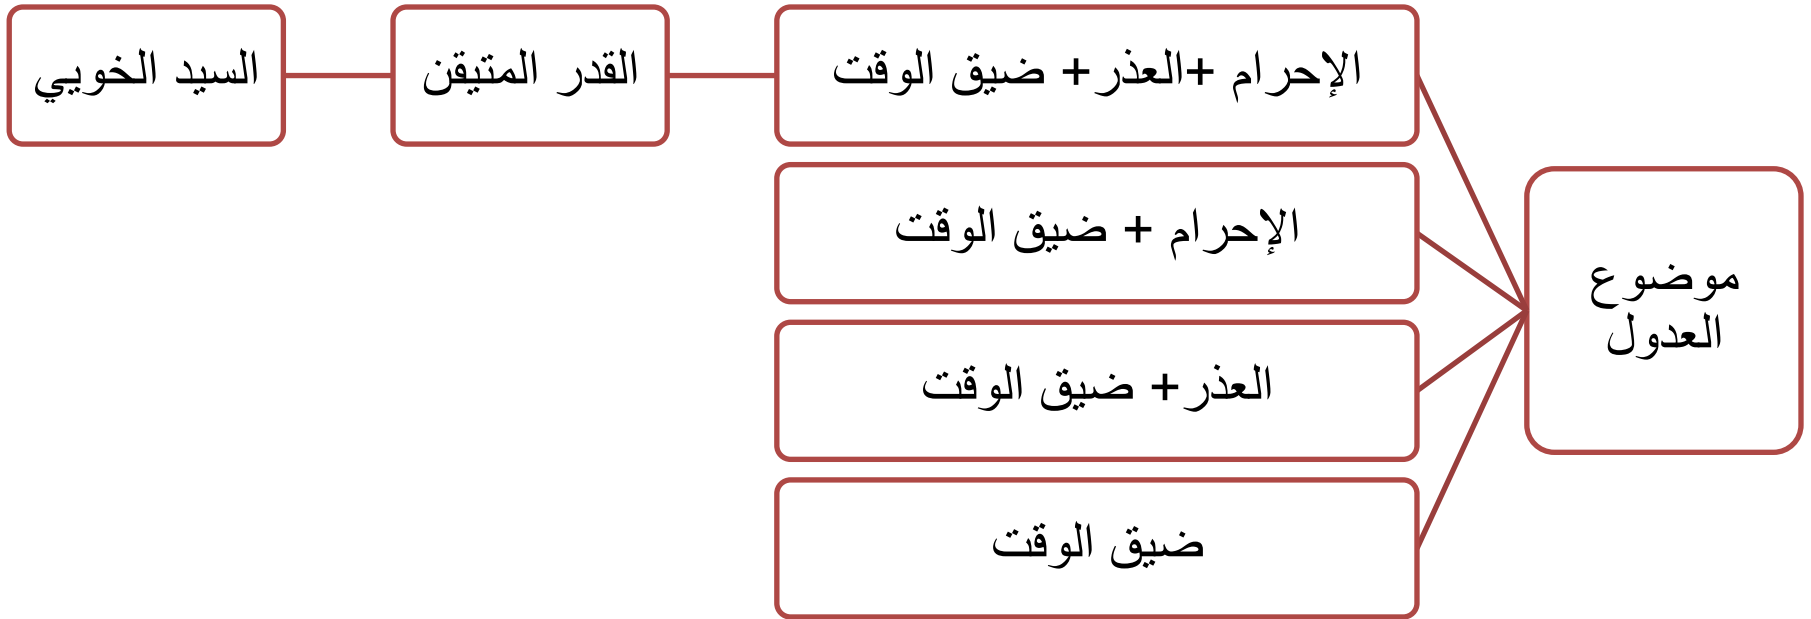 موضوع
العدول
الإحرام +العذر+ ضيق الوقت
القدر المتيقن
السيد الخويي
الإحرام + ضيق الوقت
العذر+ ضيق الوقت
ضيق الوقت